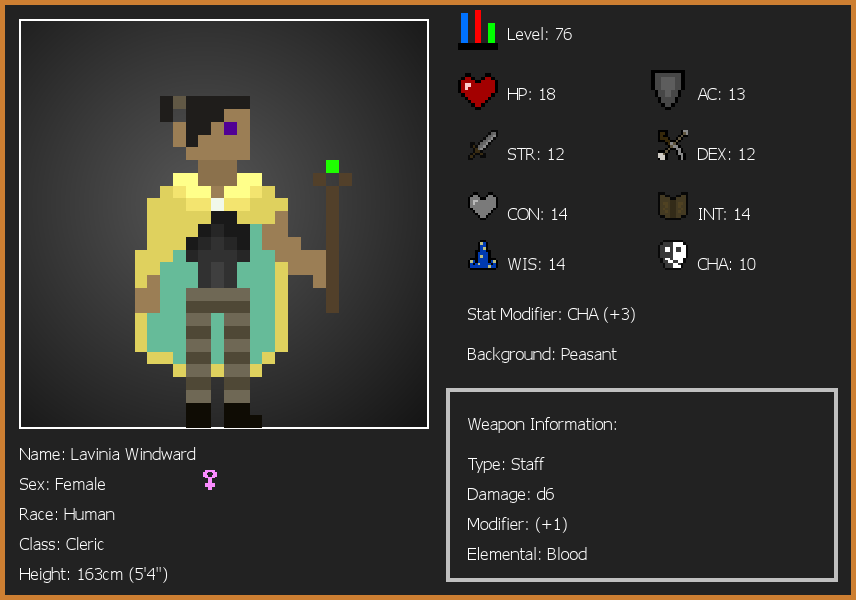 Level: 76
HP: 18
AC: 13
STR: 12
DEX: 12
CON: 14
INT: 14
WIS: 14
CHA: 10
Stat Modifier: CHA (+3)
Background: Peasant
Weapon Information:
Type: Staff
Damage: d6
Modifier: (+1)
Elemental: Blood
Name: Lavinia Windward
Sex: Female
Race: Human
Class: Cleric
Height: 163cm (5'4")